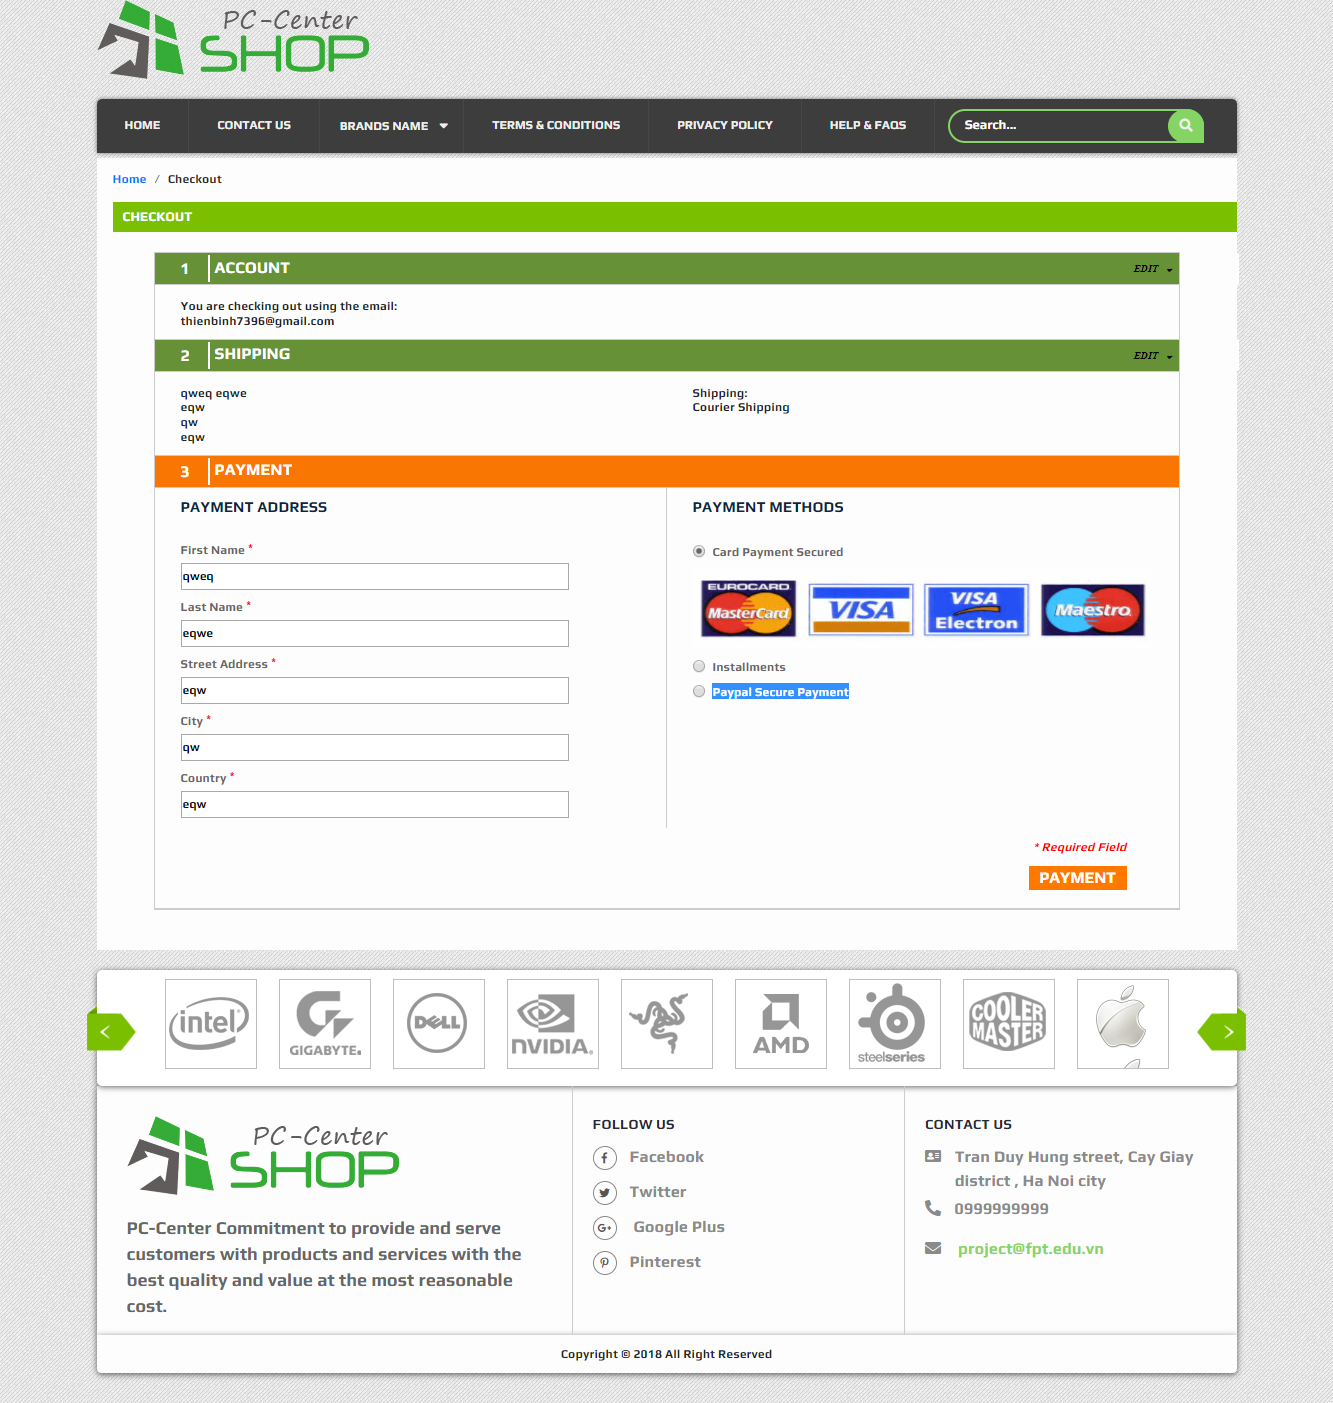 PC-Center
SHOP
HOME
CONTACT US
BRANDS NAME
TERMS & CONDITIONS
PRIVACY POLICY
HELP & FAQS
Search...
Home / Checkout
CHECKOUT
1 ACCOUNT
EDIT
You are checking out using the email:
thienbinh7396@gmail.com
2 SHIPPING
EDIT
qweq eqwe
eqw
qw
eqw
Shipping:
Courier Shipping
3 PAYMENT
PAYMENT ADDRESS
First Name *
qweq
Last Name *
eqwe
Street Address *
eqw
City *
qw
Country *
eqw
PAYMENT METHODS
Card Payment Secured
EUROCARD
MasterCard
VISA
VISA
Electron
Maestro
Installments
Paypal Secure Payment
* Required Field
PAYMENT
intel
GIGABYTE
DELL
NVIDIA
AMD
steelseries
COOLER
MASTER
PC-Center
SHOP
PC-Center Commitment to provide and serve
customers with products and services with the
best quality and value at the most reasonable
cost.
FOLLOW US
Facebook
Twitter
G+ Google Plus
Pinterest
CONTACT US
Tran Duy Hung street, Cay Giay
district , Ha Noi city
0999999999
project@fpt.edu.vn
Copyright © 2018 All Right Reserved